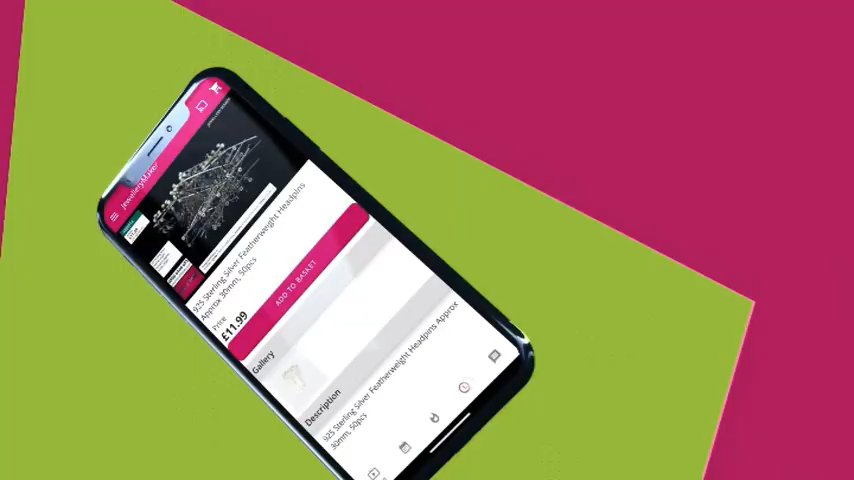 JewelleryMaker
925 Sterling Silver Featherweight Headpins
Approx 30mm, 50pcs
Price
£11.99
ADD TO BASKET
Gallery
Description
925 Sterling Silver Featherweight Headpins Approx
30mm, 50pcs